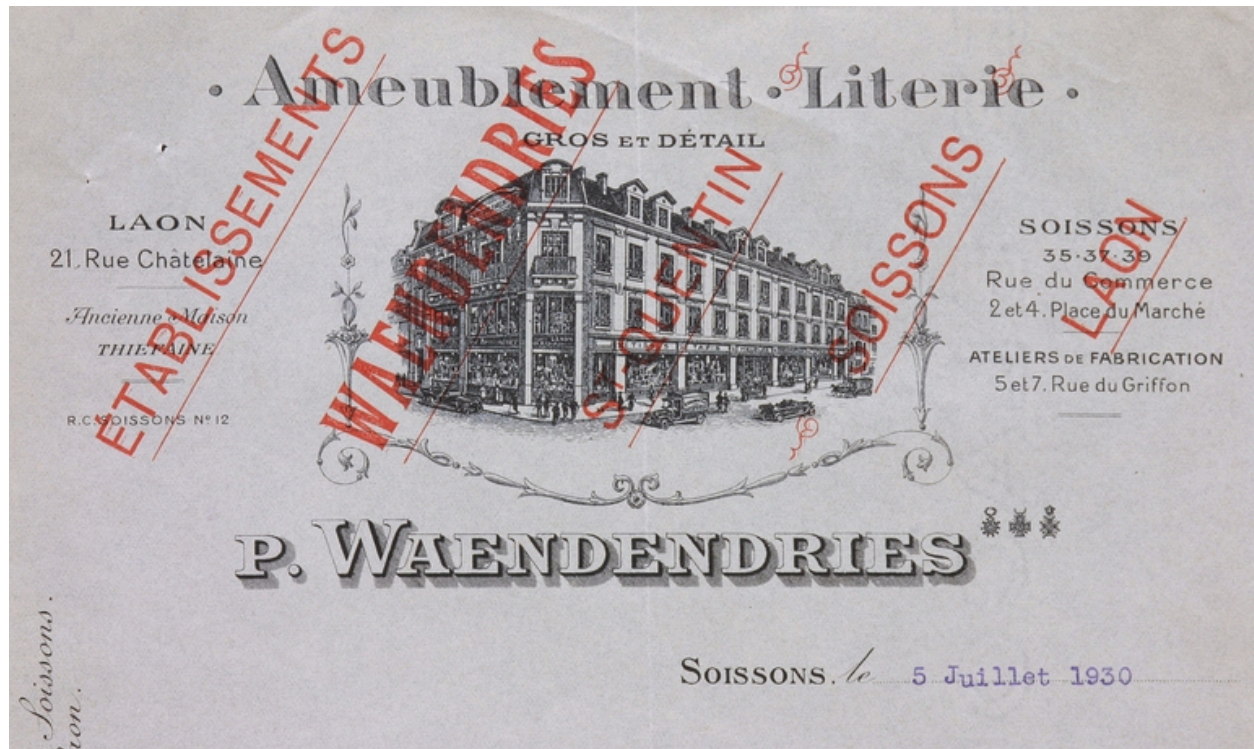 · Ameublement · Literie ·
GROS ET DÉTAIL
LAON
21. Rue Châtelaine
Ancienne Maison
THIEFAINE
R.C. SOISSONS Nº 12
SOISSONS
35·37·39
Rue du Commerce
2 et 4. Place du Marché
ATELIERS DE FABRICATION
5 et 7. Rue du Griffon
ETABLISSEMENTS
WAENDENDRIES
ST-QUENTIN
SOISSONS
LAON
P. WAENDENDRIES
SOISSONS. le 5 Juillet 1930
Soissons.